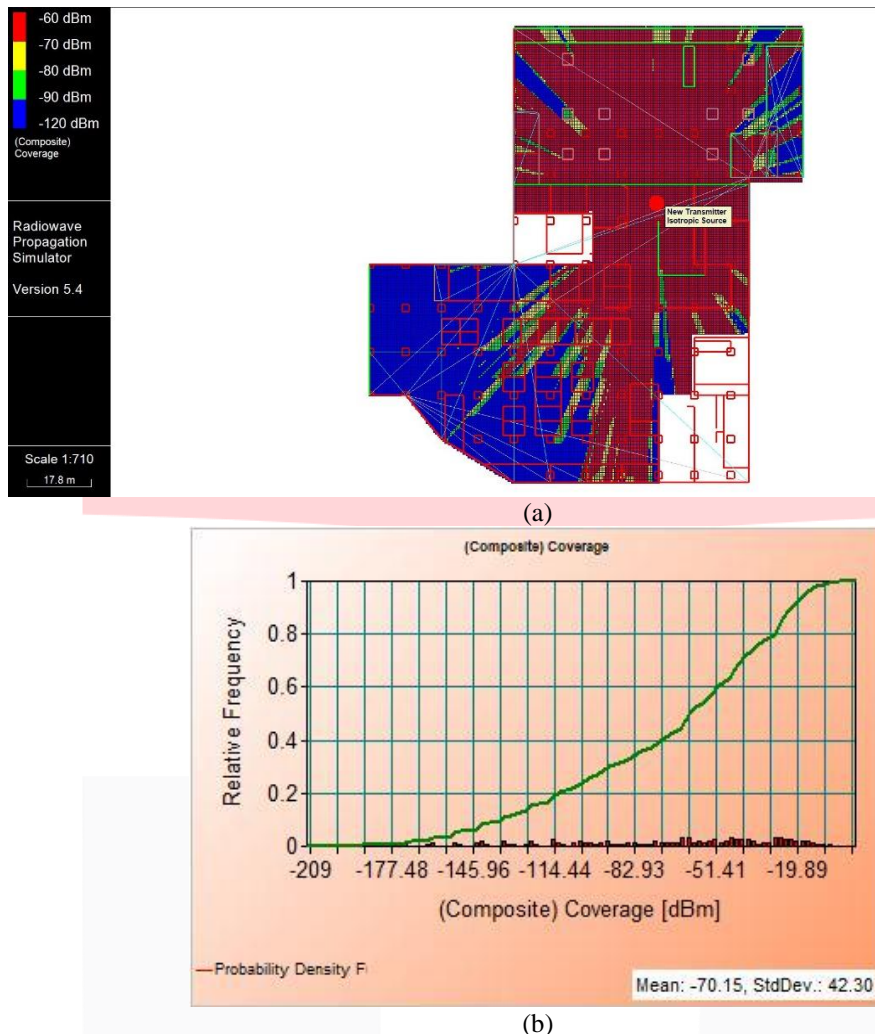 -60 dBm
-70 dBm
-80 dBm
-90 dBm
-120 dBm
(Composite)
Coverage
Radiowave
Propagation
Simulator
Version 5.4
Scale 1:710
17.8 m
New Transmitter
Isotropic Source
(a)
(Composite) Coverage
Relative Frequency
1
0.8
0.6
0.4
0.2
0
-209
-177.48
-145.96
-114.44
-82.93
-51.41
-19.89
(Composite) Coverage [dBm]
Probability Density F
Mean: -70.15, StdDev.: 42.30
(b)